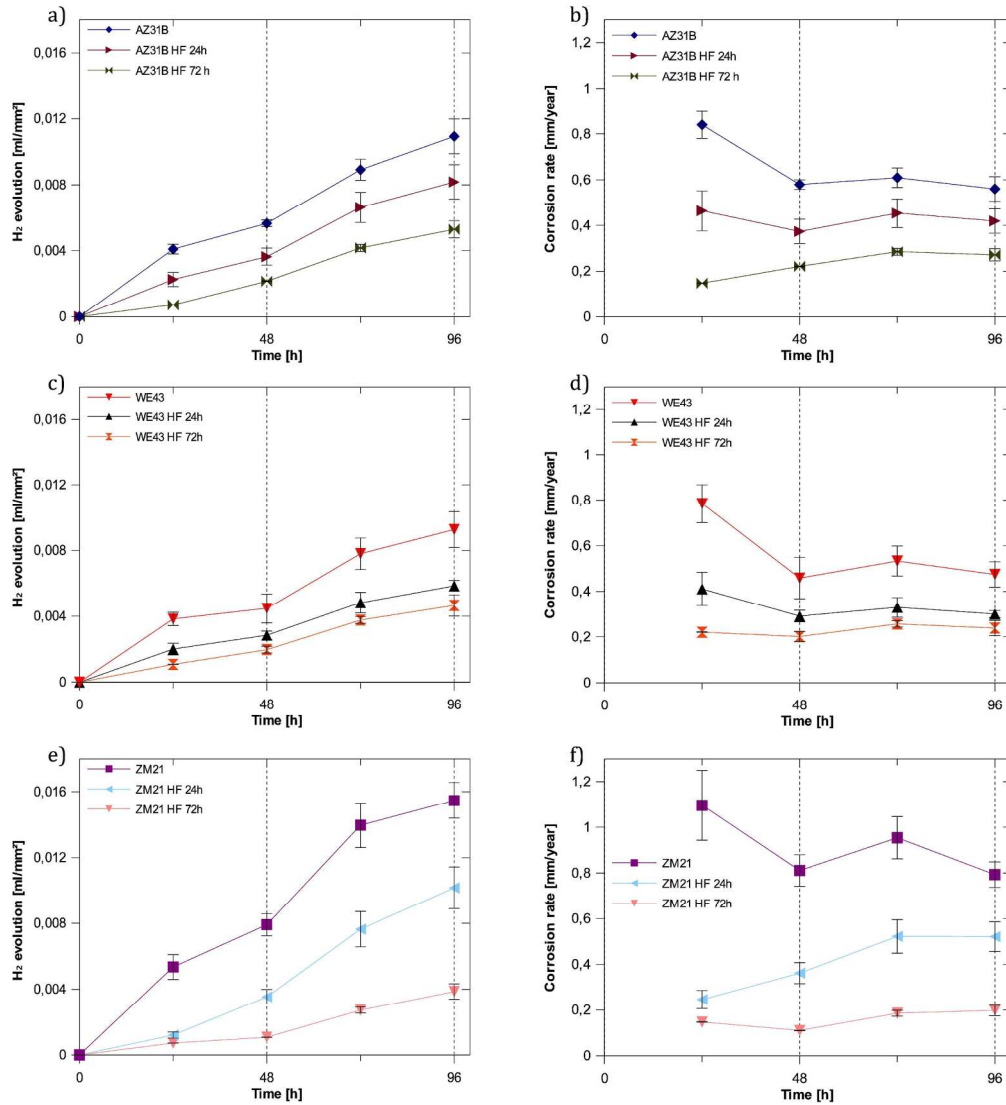 a)
AZ31B
AZ31B HF 24h
AZ31B HF 72 h
0,016
0,012
0,008
0,004
0
H₂ evolution [ml/mm²]
0
48
96
Time [h]
b)
AZ31B
AZ31B HF 24h
AZ31B HF 72h
1,2
1
0,8
0,6
0,4
0,2
0
Corrosion rate [mm/year]
0
48
96
Time [h]
c)
WE43
WE43 HF 24h
WE43 HF 72h
0,016
0,012
0,008
0,004
0
H₂ evolution [ml/mm²]
0
48
96
Time [h]
d)
WE43
WE43 HF 24h
WE43 HF 72h
1,2
1
0,8
0,6
0,4
0,2
0
Corrosion rate [mm/year]
0
48
96
Time [h]
e)
ZM21
ZM21 HF 24h
ZM21 HF 72h
0,016
0,012
0,008
0,004
0
H₂ evolution [ml/mm²]
0
48
96
Time [h]
f)
ZM21
ZM21 HF 24h
ZM21 HF 72h
1,2
1
0,8
0,6
0,4
0,2
0
Corrosion rate [mm/year]
0
48
96
Time [h]